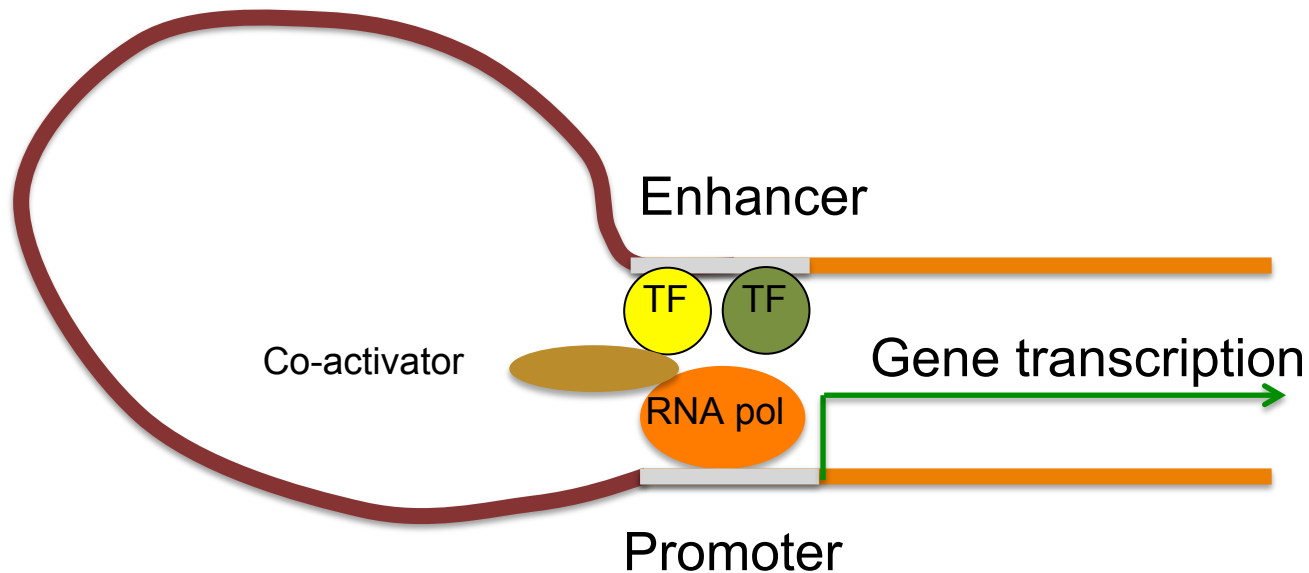 Enhancer
TF TF
Co-activator
Gene transcription
RNA pol
Promoter